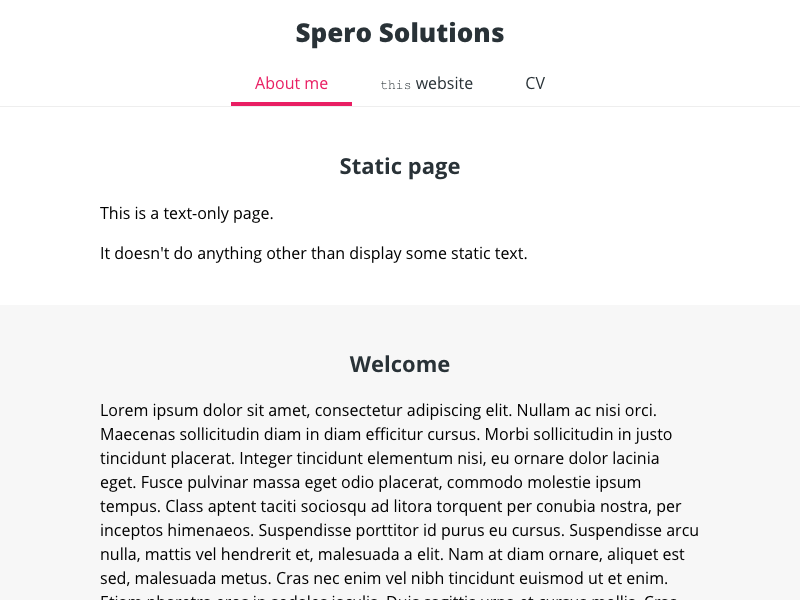 Spero Solutions
About me this website CV
Static page
This is a text-only page.
It doesn't do anything other than display some static text.
Welcome
Lorem ipsum dolor sit amet, consectetur adipiscing elit. Nullam ac nisi orci.
Maecenas sollicitudin diam in diam efficitur cursus. Morbi sollicitudin in justo
tincidunt placerat. Integer tincidunt elementum nisi, eu ornare dolor lacinia
eget. Fusce pulvinar massa eget odio placerat, commodo molestie ipsum
tempus. Class aptent taciti sociosqu ad litora torquent per conubia nostra, per
inceptos himenaeos. Suspendisse porttitor id purus eu cursus. Suspendisse arcu
nulla, mattis vel hendrerit et, malesuada a elit. Nam at diam ornare, aliquet est
sed, malesuada metus. Cras nec enim vel nibh tincidunt euismod ut et enim.